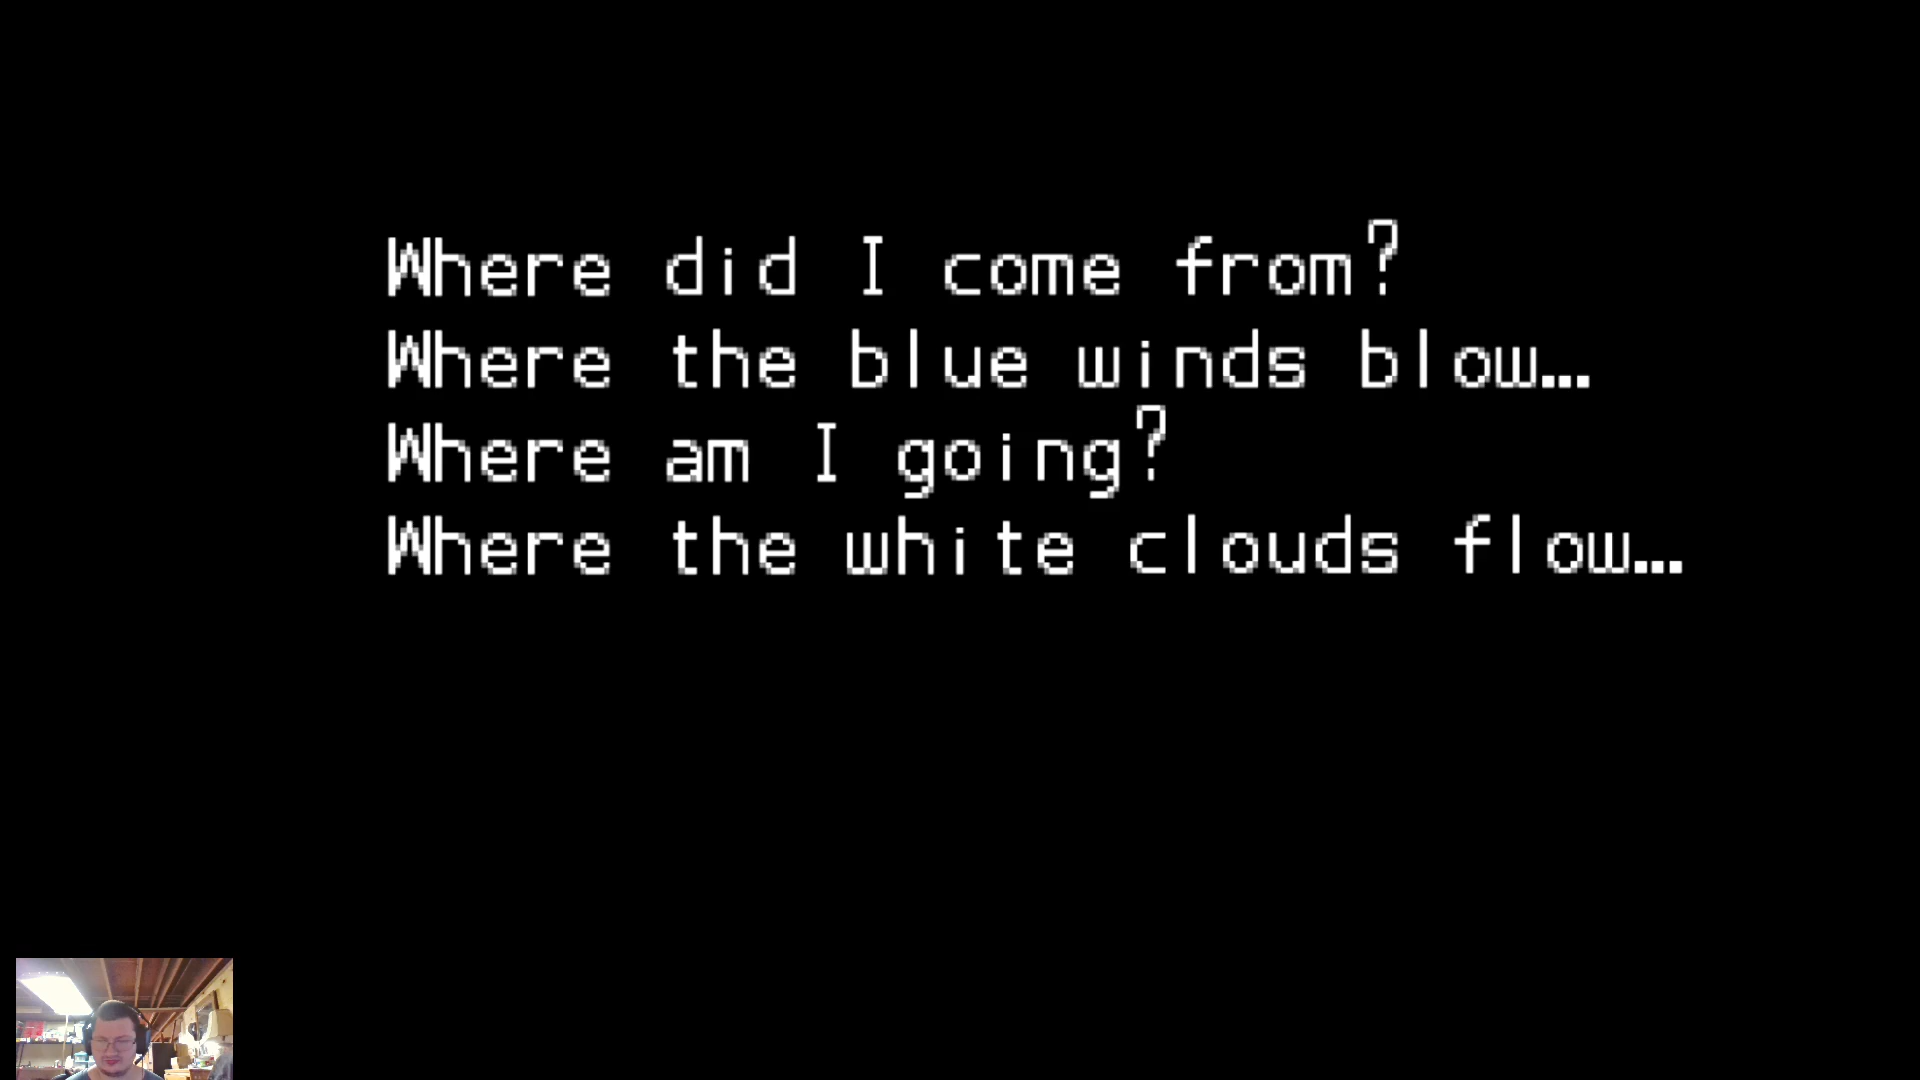 Where did I come from?
Where the blue winds blow…
Where am I going?
Where the white clouds flow…